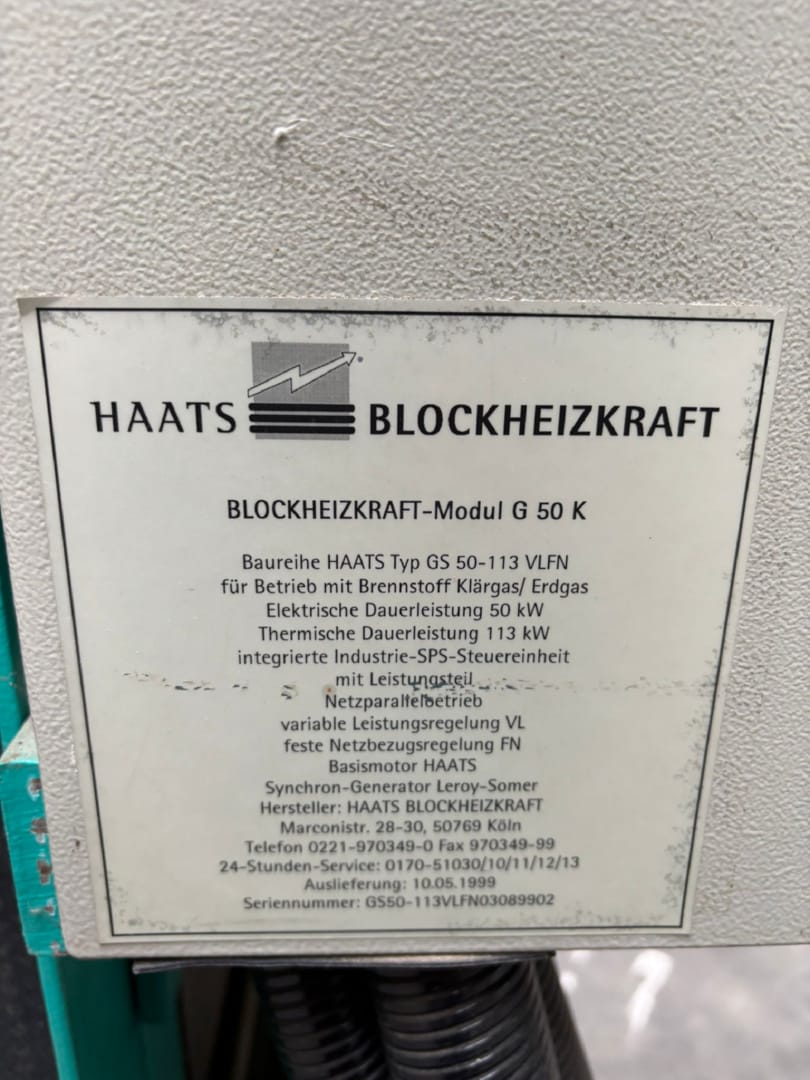 HAATS BLOCKHEIZKRAFT
BLOCKHEIZKRAFT-Modul G 50 K
Baureihe HAATS Typ GS 50-113 VLFN
für Betrieb mit Brennstoff Klärgas/ Erdgas
Elektrische Dauerleistung 50 kW
Thermische Dauerleistung 113 kW
integrierte Industrie-SPS-Steuereinheit
mit Leistungsteil
Netzparallelbetrieb
variable Leistungsregelung VL
feste Netzbezugsregelung FN
Basismotor HAATS
Synchron-Generator Leroy-Somer
Hersteller: HAATS BLOCKHEIZKRAFT
Marconistr. 28-30, 50769 Köln
Telefon 0221-970349-0 Fax 970349-99
24-Stunden-Service: 0170-51030/10/11/12/13
Auslieferung: 10.05.1999
Seriennummer: GS50-113VLFN03089902